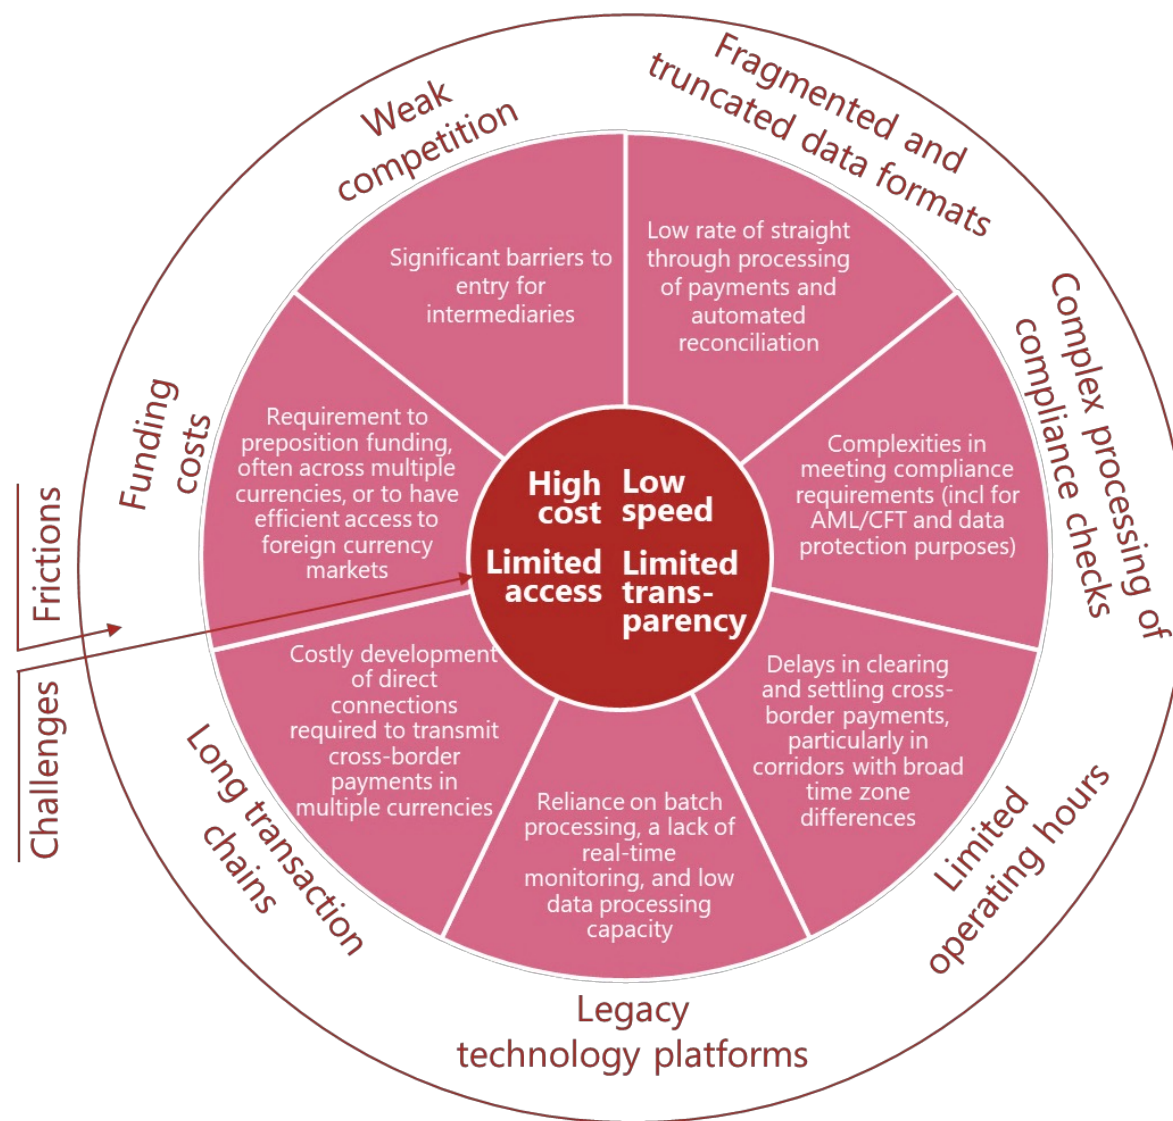 Fragmented and
truncated data formats
Complex processing of
compliance checks
Limited
operating hours
Legacy
technology platforms
Long transaction
chains
Funding
costs
Weak
competition
Low rate of straight
through processing
of payments and
automated
reconciliation
Complexities in
meeting compliance
requirements (incl for
AML/CFT and data
protection purposes)
Delays in clearing
and settling cross-
border payments,
particularly in
corridors with broad
time zone
differences
Reliance on batch
processing, a lack of
real-time
monitoring, and low
data processing
capacity
Costly development
of direct
connections
required to transmit
cross-border
payments in
multiple currencies
Requirement to
preposition funding,
often across multiple
currencies, or to have
efficient access to
foreign currency
markets
Significant barriers to
entry for
intermediaries
High
cost
Low
speed
Limited
access
Limited
trans-
parency
Frictions
Challenges